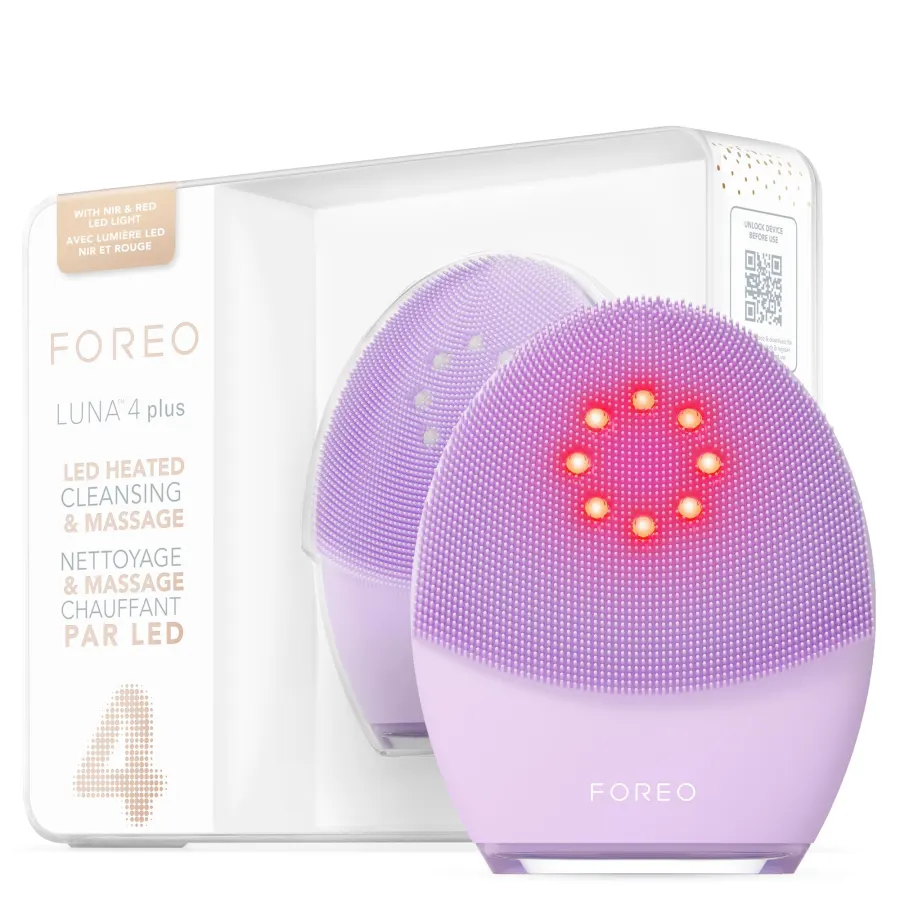 WITH NIR & RED
LED LIGHT
AVEC LUMIÈRE LED
NIR ET ROUGE
FOREO
LUNA™ 4 plus
LED HEATED
CLEANSING
& MASSAGE
NETTOYAGE
& MASSAGE
CHAUFFANT
PAR LED
4
UNLOCK DEVICE
BEFORE USE
FOREO